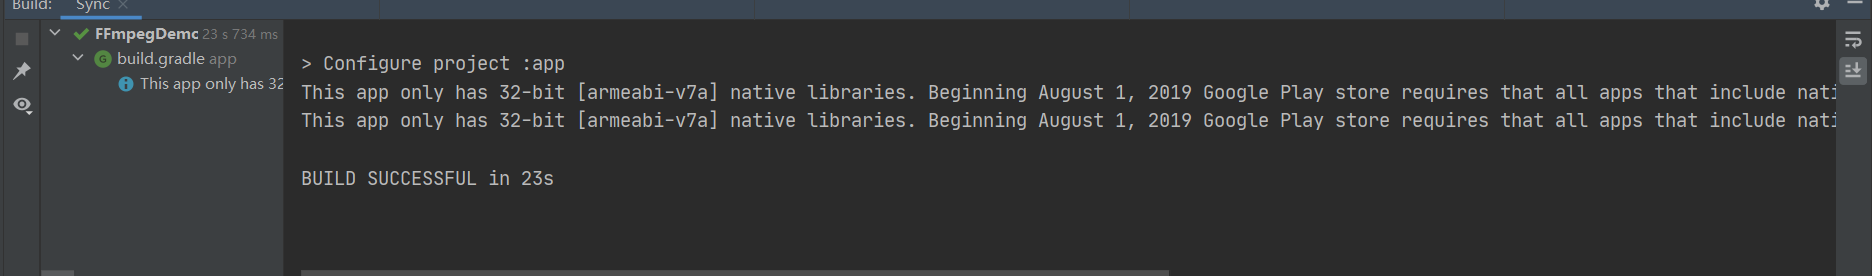 Build: Sync
FFmpegDemo 23 s 734 ms
build.gradle app
This app only has 32
> Configure project :app
This app only has 32-bit [armeabi-v7a] native libraries. Beginning August 1, 2019 Google Play store requires that all apps that include nati
This app only has 32-bit [armeabi-v7a] native libraries. Beginning August 1, 2019 Google Play store requires that all apps that include nati
BUILD SUCCESSFUL in 23s